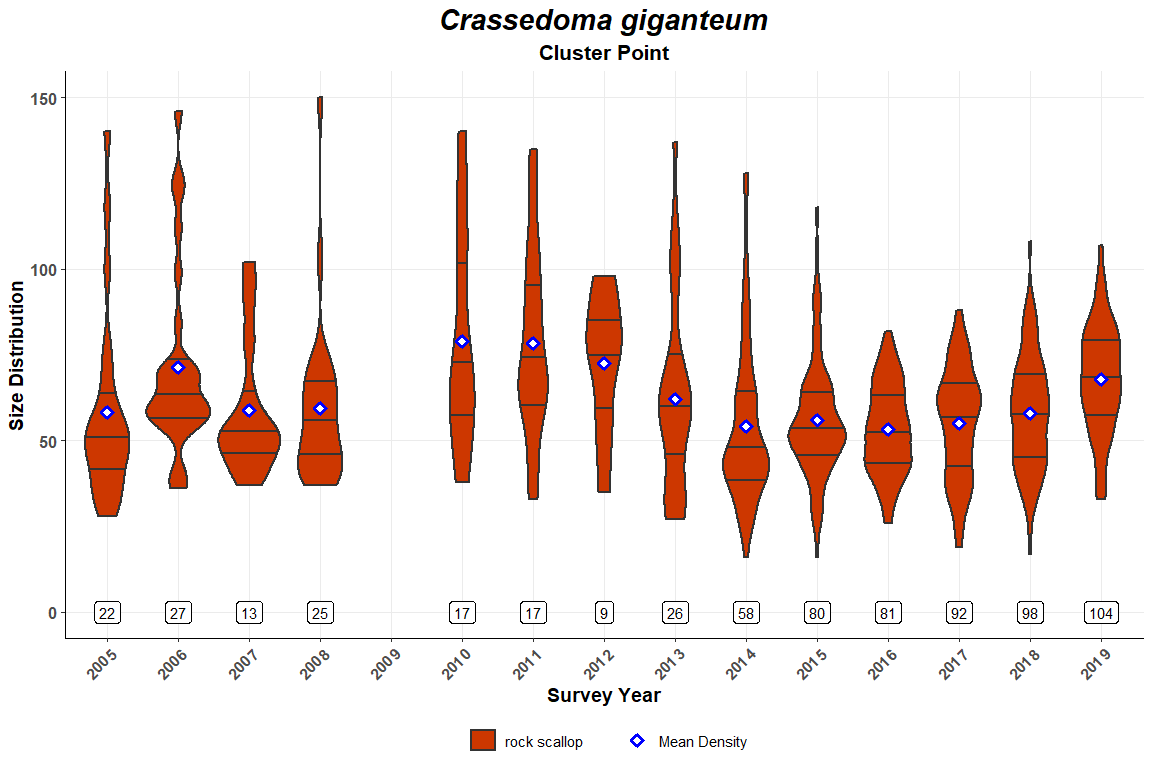 Crassedoma giganteum
Cluster Point
Size Distribution
150
100
50
0
22 27 13 25 17 17 9 26 58 80 81 92 98 104
2005 2006 2007 2008 2009 2010 2011 2012 2013 2014 2015 2016 2017 2018 2019
Survey Year
rock scallop Mean Density